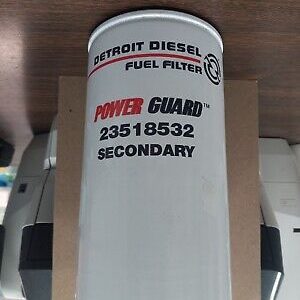 DETROIT DIESEL
FUEL FILTER
POWER GUARD™
23518532
SECONDARY